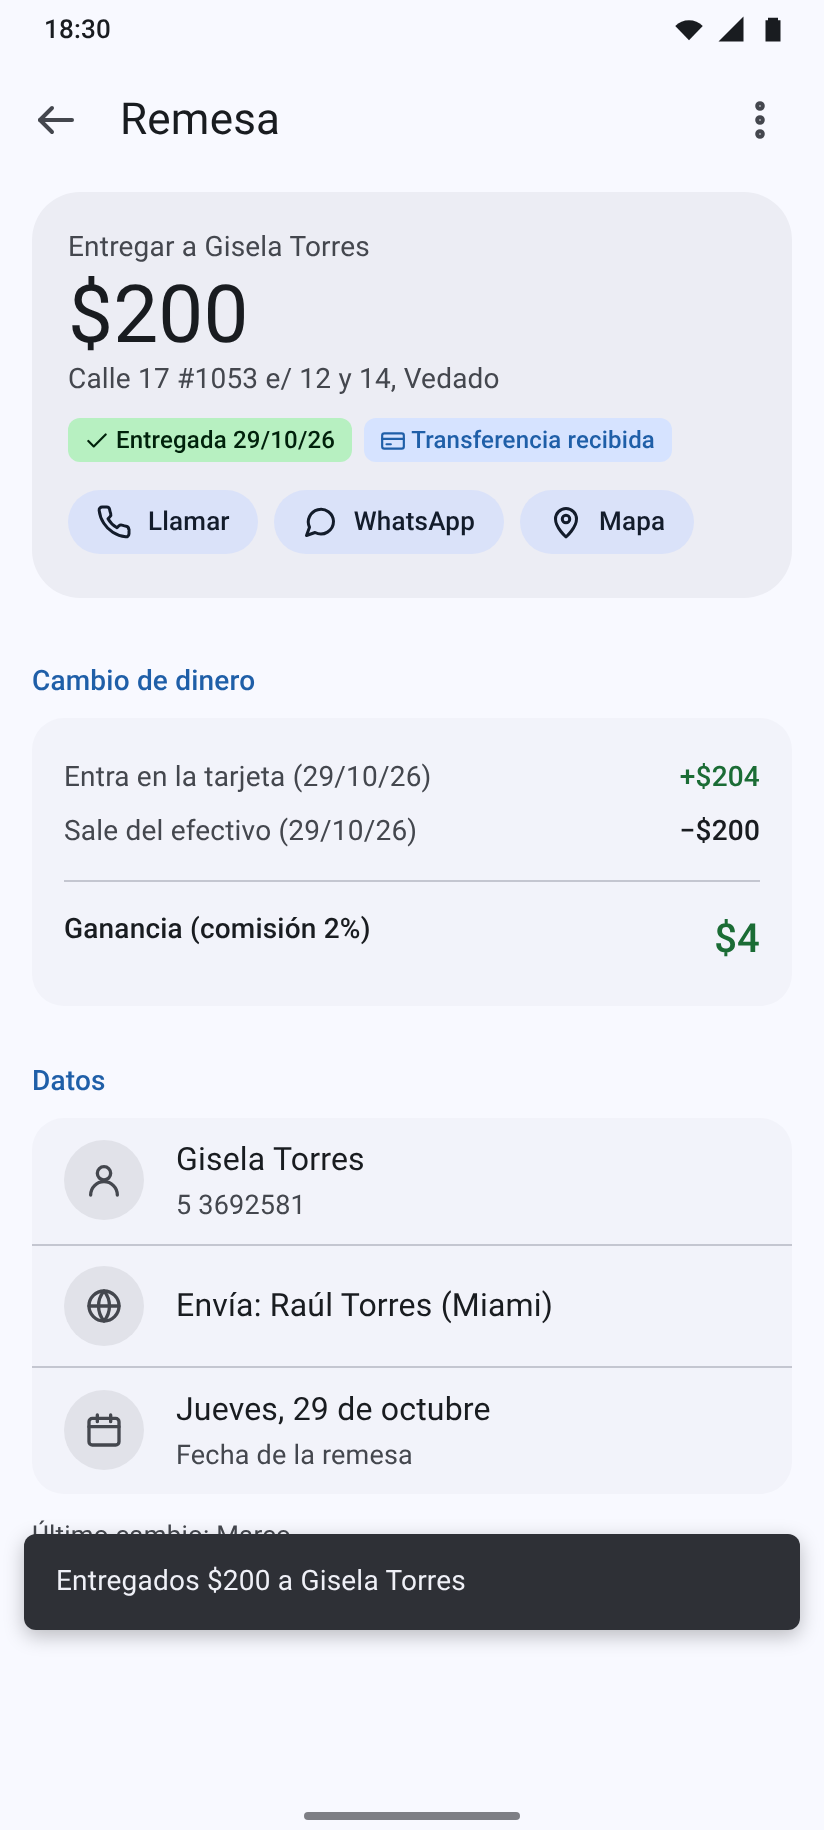 18:30
Remesa
Entregar a Gisela Torres
$200
Calle 17 #1053 e/ 12 y 14, Vedado
Entregada 29/10/26
Transferencia recibida
Llamar
WhatsApp
Mapa
Cambio de dinero
Entra en la tarjeta (29/10/26) +$204
Sale del efectivo (29/10/26) −$200
Ganancia (comisión 2%) $4
Datos
Gisela Torres
5 3692581
Envía: Raúl Torres (Miami)
Jueves, 29 de octubre
Fecha de la remesa
Último cambio:
Entregados $200 a Gisela Torres